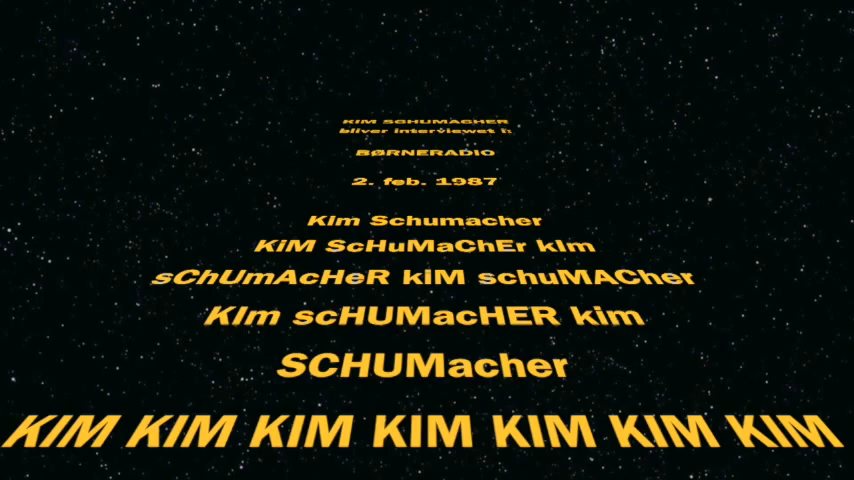 KIM SCHUMACHER
bliver interviewet i:
BØRNERADIO
2. feb. 1987
Kim Schumacher
KiM ScHuMaChEr kIm
sChUmAcHeR kIM schuMACher
KIm scHUMacHER kim
SCHUMacher
KIM KIM KIM KIM KIM KIM KIM